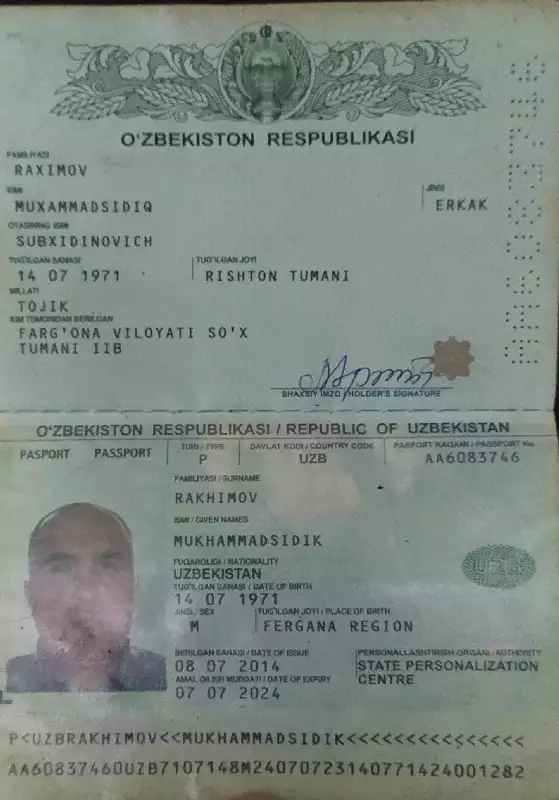 O'ZBEKISTON RESPUBLIKASI
FAMILIYASI
RAXIMOV
ISMI
JINSI
MUXAMMADSIDIQ
ERKAK
OTASINING ISMI
SUBXIDINOVICH
TUG'ILGAN SANASI
TUG'ILGAN JOYI
14 07 1971
RISHTON TUMANI
MILLATI
TOJIK
KIM TOMONIDAN BERILGAN
FARG'ONA VILOYATI SO'X
TUMANI IIB
SHAXSIY IMZO / HOLDER'S SIGNATURE
O'ZBEKISTON RESPUBLIKASI / REPUBLIC OF UZBEKISTAN
PASPORT PASSPORT
TURI / TYPE
DAVLAT KODI / COUNTRY CODE
PASPORT RAQAMI / PASSPORT No.
P
UZB
AA6083746
FAMILIYASI / SURNAME
RAKHIMOV
ISMI / GIVEN NAMES
MUKHAMMADSIDIK
FUQAROLIGI / NATIONALITY
UZBEKISTAN
UZB
TUG'ILGAN SANASI / DATE OF BIRTH
14 07 1971
JINSI / SEX
TUG'ILGAN JOYI / PLACE OF BIRTH
M
FERGANA REGION
BERILGAN SANASI / DATE OF ISSUE
PERSONALLASHTIRISH ORGANI / AUTHORITY
08 07 2014
STATE PERSONALIZATION
AMAL QILISH MUDDATI / DATE OF EXPIRY
CENTRE
07 07 2024
P<UZBRAKHIMOV<<MUKHAMMADSIDIK<<<<<<<<<<<<<<<
AA60837460UZB7107148M24070723140771424001282